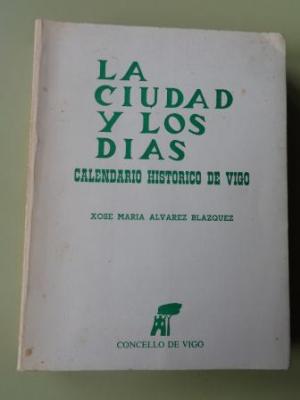 LA
CIUDAD
Y LOS
DIAS
CALENDARIO HISTORICO DE VIGO
XOSE MARIA ALVAREZ BLAZQUEZ
CONCELLO DE VIGO